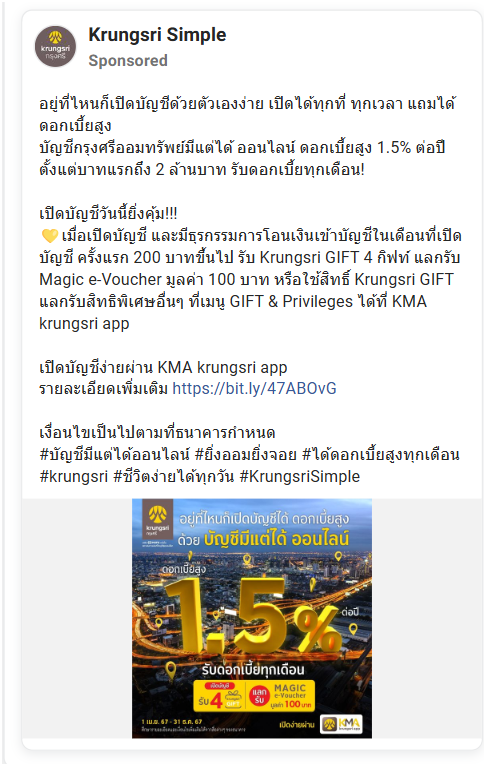 Krungsri Simple
Sponsored
krungsri
กรุงศรี
อยู่ที่ไหนก็เปิดบัญชีด้วยตัวเองง่าย เปิดได้ทุกที่ ทุกเวลา แถมได้
ดอกเบี้ยสูง
บัญชีกรุงศรีออมทรัพย์มีแต่ได้ ออนไลน์ ดอกเบี้ยสูง 1.5% ต่อปี
ตั้งแต่บาทแรกถึง 2 ล้านบาท รับดอกเบี้ยทุกเดือน!
เปิดบัญชีวันนี้ยิ่งคุ้ม!!!
💛 เมื่อเปิดบัญชี และมีธุรกรรมการโอนเงินเข้าบัญชีในเดือนที่เปิด
บัญชี ครั้งแรก 200 บาทขึ้นไป รับ Krungsri GIFT 4 กิฟท์ แลกรับ
Magic e-Voucher มูลค่า 100 บาท หรือใช้สิทธิ์ Krungsri GIFT
แลกรับสิทธิพิเศษอื่นๆ ที่เมนู GIFT & Privileges ได้ที่ KMA
krungsri app
เปิดบัญชีง่ายผ่าน KMA krungsri app
รายละเอียดเพิ่มเติม https://bit.ly/47ABOvG
เงื่อนไขเป็นไปตามที่ธนาคารกำหนด
#บัญชีมีแต่ได้ออนไลน์ #ยิ่งออมยิ่งจอย #ได้ดอกเบี้ยสูงทุกเดือน
#krungsri #ชีวิตง่ายได้ทุกวัน #KrungsriSimple
krungsri
กรุงศรี
อยู่ที่ไหนก็เปิดบัญชีได้ ดอกเบี้ยสูง
ด้วย บัญชีมีแต่ได้ ออนไลน์
ดอกเบี้ยสูง
1.5% ต่อปี
รับดอกเบี้ยทุกเดือน
เปิดบัญชี
รับ 4
แลกรับ
MAGIC
e-Voucher
มูลค่า 100 บาท
1 เม.ย. 67 - 31 ธ.ค. 67
เปิดง่ายผ่าน
KMA
krungsri app